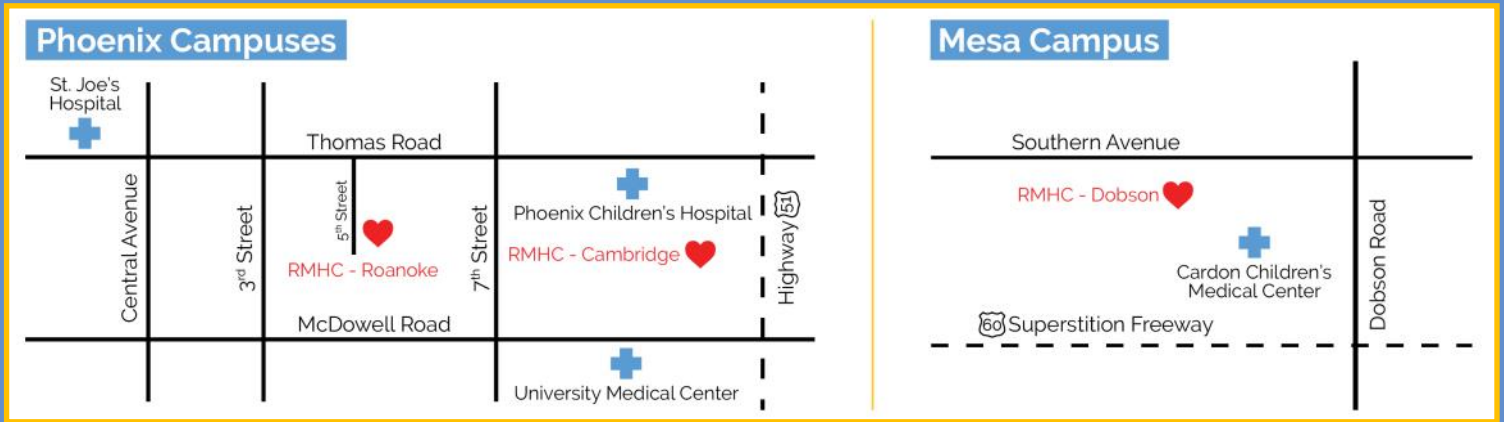 Phoenix Campuses
St. Joe's
Hospital
Thomas Road
Central Avenue
3rd Street
5th Street
7th Street
Phoenix Children's Hospital
Highway 51
RMHC - Cambridge
RMHC - Roanoke
McDowell Road
University Medical Center
Mesa Campus
Southern Avenue
RMHC - Dobson
Cardon Children's
Medical Center
Dobson Road
60 Superstition Freeway